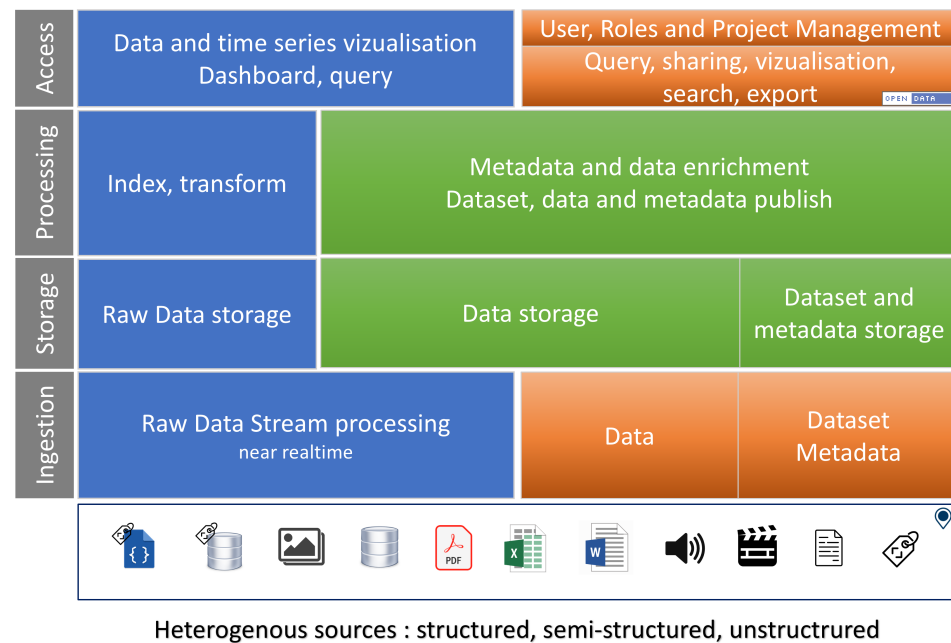 Access
Data and time series vizualisation
Dashboard, query
User, Roles and Project Management
Query, sharing, vizualisation,
search, export
OPEN DATA
Processing
Index, transform
Metadata and data enrichment
Dataset, data and metadata publish
Storage
Raw Data storage
Data storage
Dataset and
metadata storage
Ingestion
Raw Data Stream processing
near realtime
Data
Dataset
Metadata
{ }
PDF
X
W
Heterogenous sources : structured, semi-structured, unstructrured